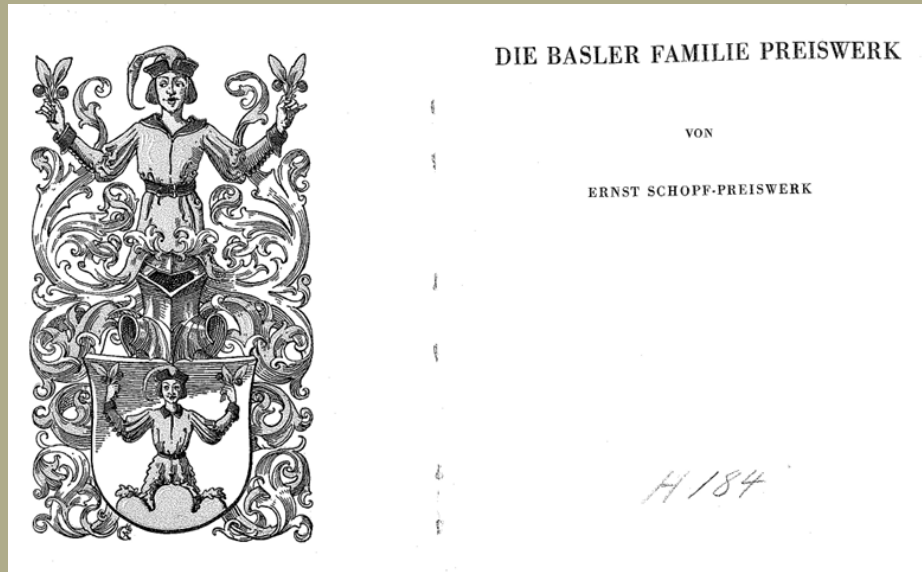 DIE BASLER FAMILIE PREISWERK
VON
ERNST SCHOPF-PREISWERK
H 184